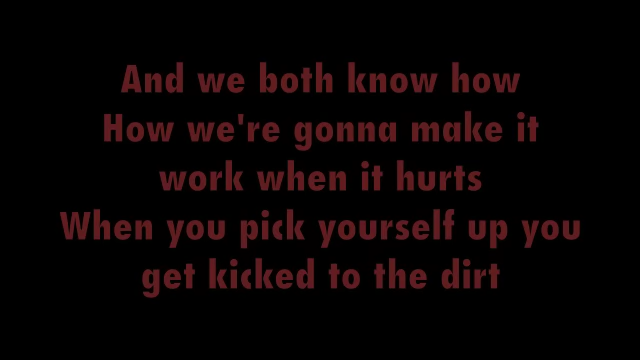 And we both know how
How we're gonna make it
work when it hurts
When you pick yourself up you
get kicked to the dirt